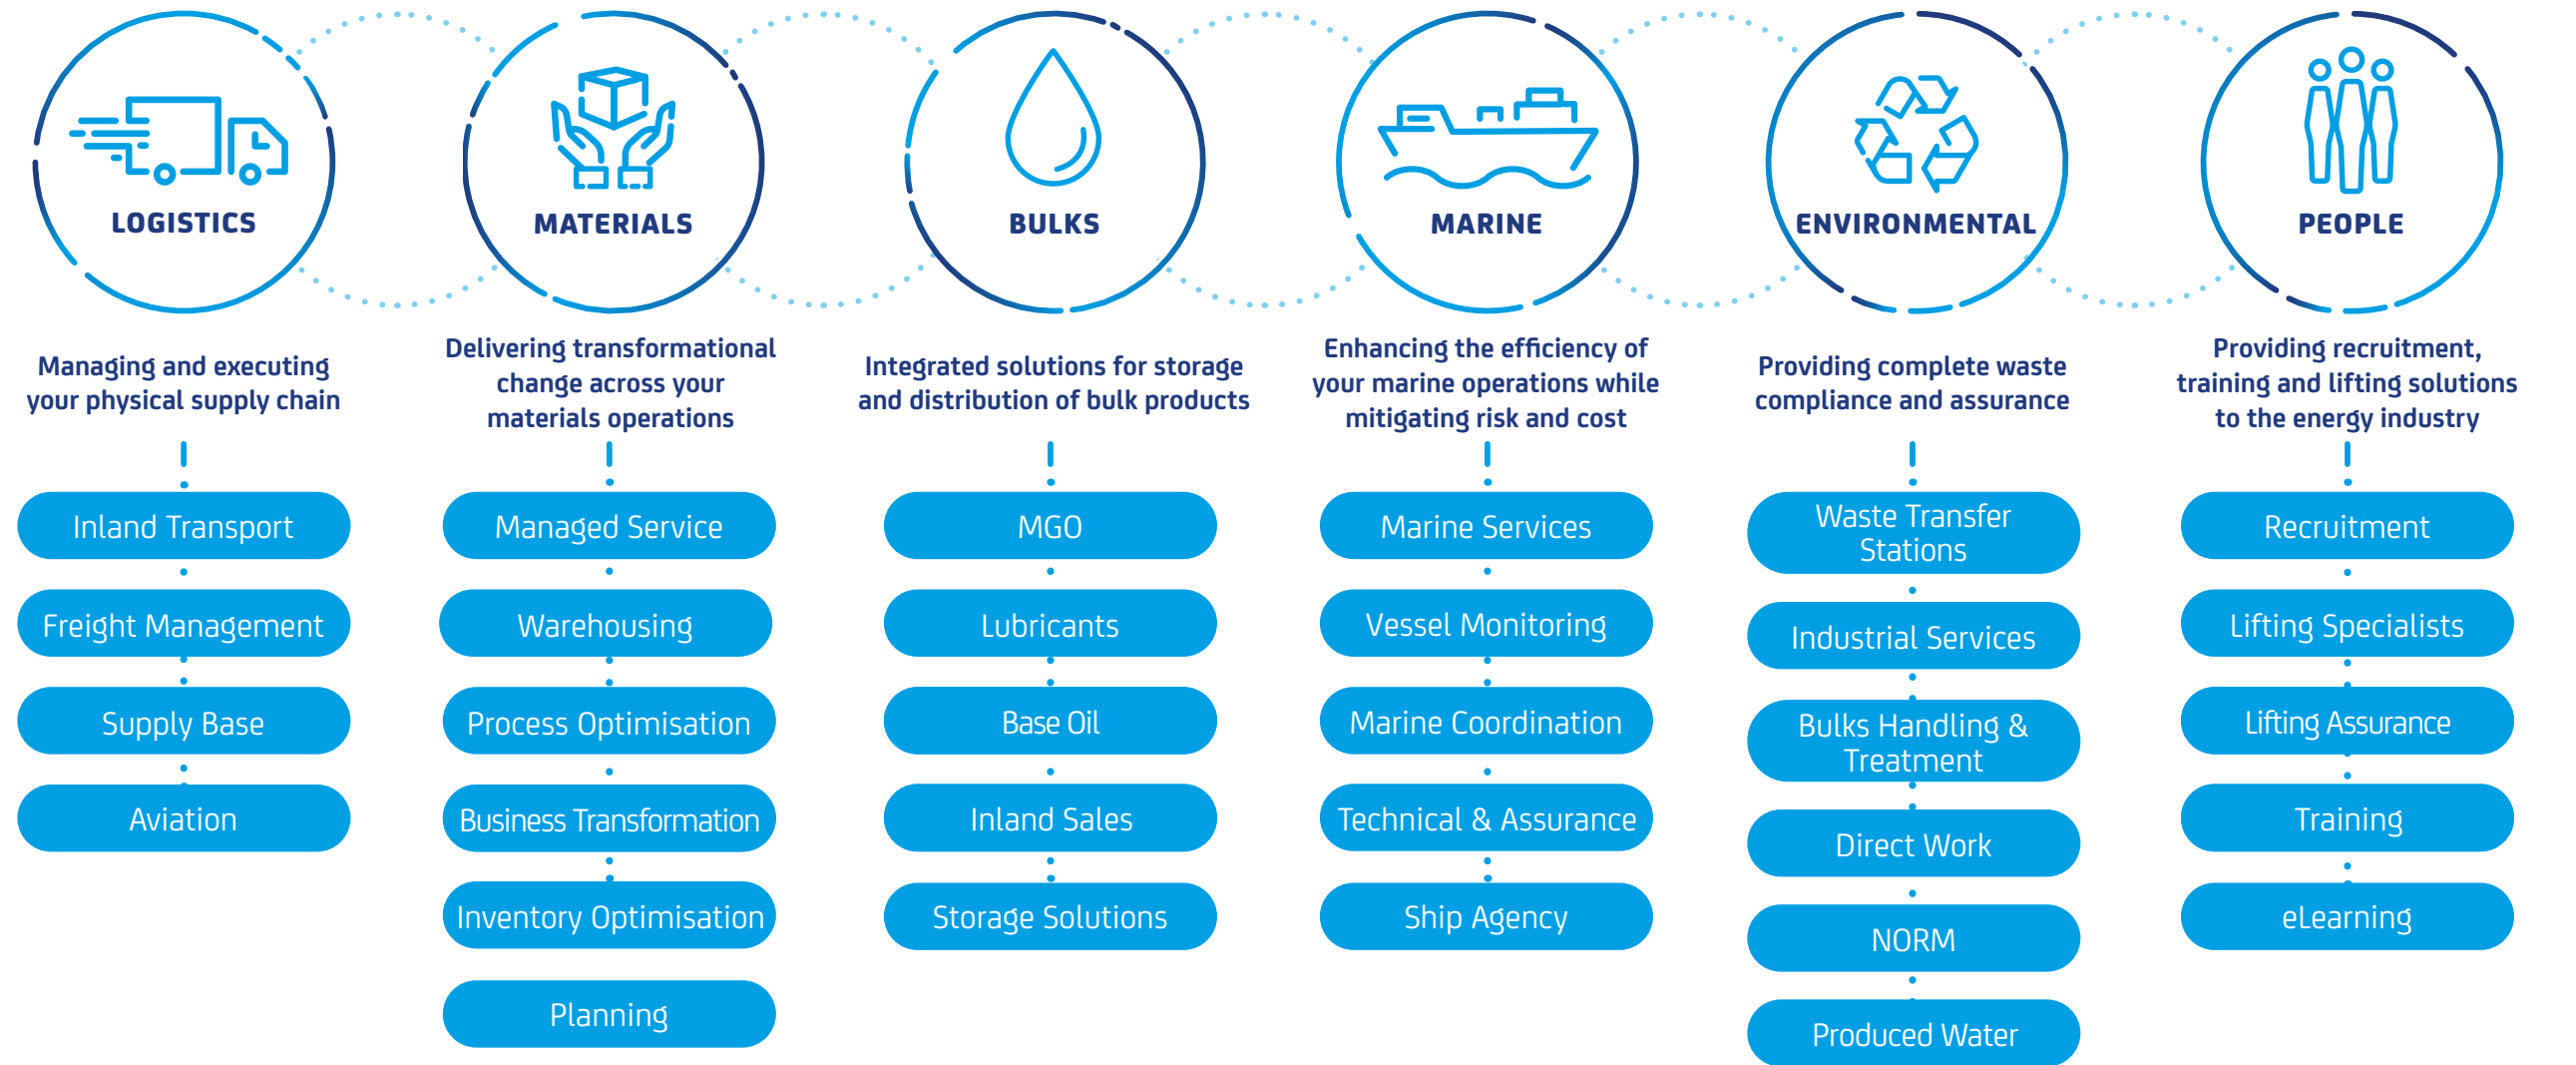 LOGISTICS
Managing and executing
your physical supply chain
Inland Transport
Freight Management
Supply Base
Aviation
MATERIALS
Delivering transformational
change across your
materials operations
Managed Service
Warehousing
Process Optimisation
Business Transformation
Inventory Optimisation
Planning
BULKS
Integrated solutions for storage
and distribution of bulk products
MGO
Lubricants
Base Oil
Inland Sales
Storage Solutions
MARINE
Enhancing the efficiency of
your marine operations while
mitigating risk and cost
Marine Services
Vessel Monitoring
Marine Coordination
Technical & Assurance
Ship Agency
ENVIRONMENTAL
Providing complete waste
compliance and assurance
Waste Transfer
Stations
Industrial Services
Bulks Handling &
Treatment
Direct Work
NORM
Produced Water
PEOPLE
Providing recruitment,
training and lifting solutions
to the energy industry
Recruitment
Lifting Specialists
Lifting Assurance
Training
eLearning